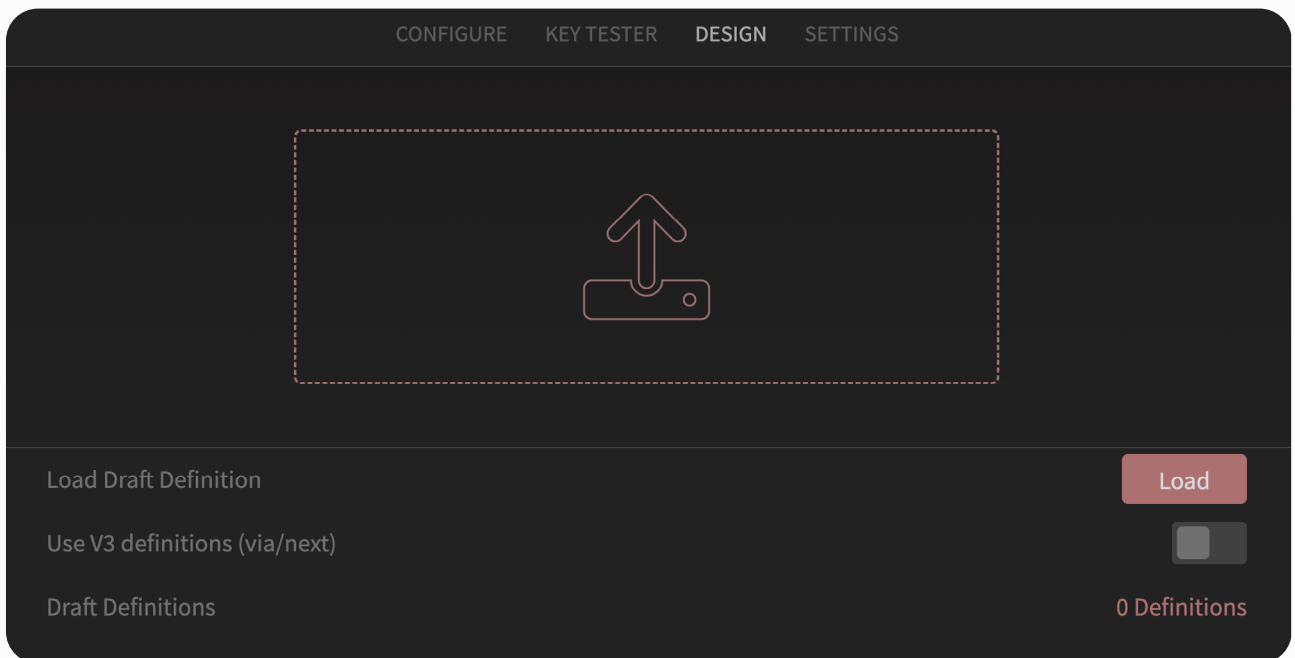 CONFIGURE KEY TESTER DESIGN SETTINGS
Load Draft Definition Load
Use V3 definitions (via/next)
Draft Definitions 0 Definitions